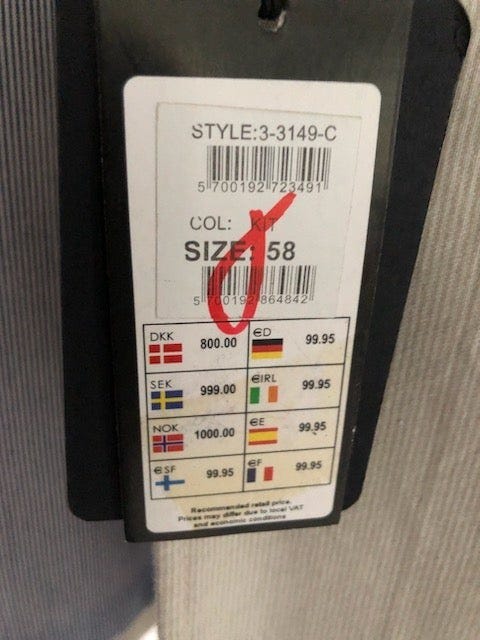 STYLE:3-3149-C
5 700192 723491
COL: KIT
SIZE: 58
5 700192 864842
DKK 800.00 €D 99.95
SEK 999.00 €IRL 99.95
NOK 1000.00 €E 99.95
€SF 99.95 €F 99.95
Recommended retail price.
Prices may differ due to local VAT
and economic conditions